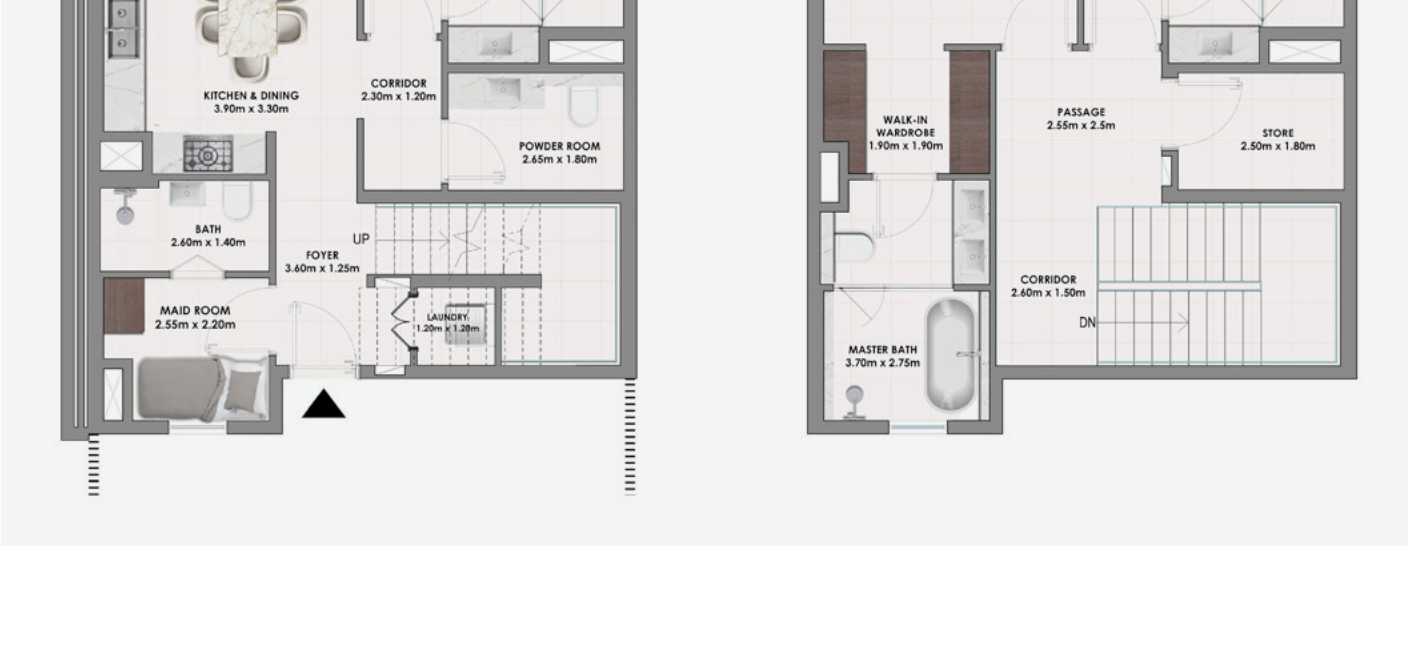 KITCHEN & DINING
3.90m x 3.30m
CORRIDOR
2.30m x 1.20m
POWDER ROOM
2.65m x 1.80m
BATH
2.60m x 1.40m
UP
FOYER
3.60m x 1.25m
MAID ROOM
2.55m x 2.20m
LAUNDRY
1.20m x 1.20m
WALK-IN
WARDROBE
1.90m x 1.90m
PASSAGE
2.55m x 2.5m
STORE
2.50m x 1.80m
CORRIDOR
2.60m x 1.50m
DN
MASTER BATH
3.70m x 2.75m